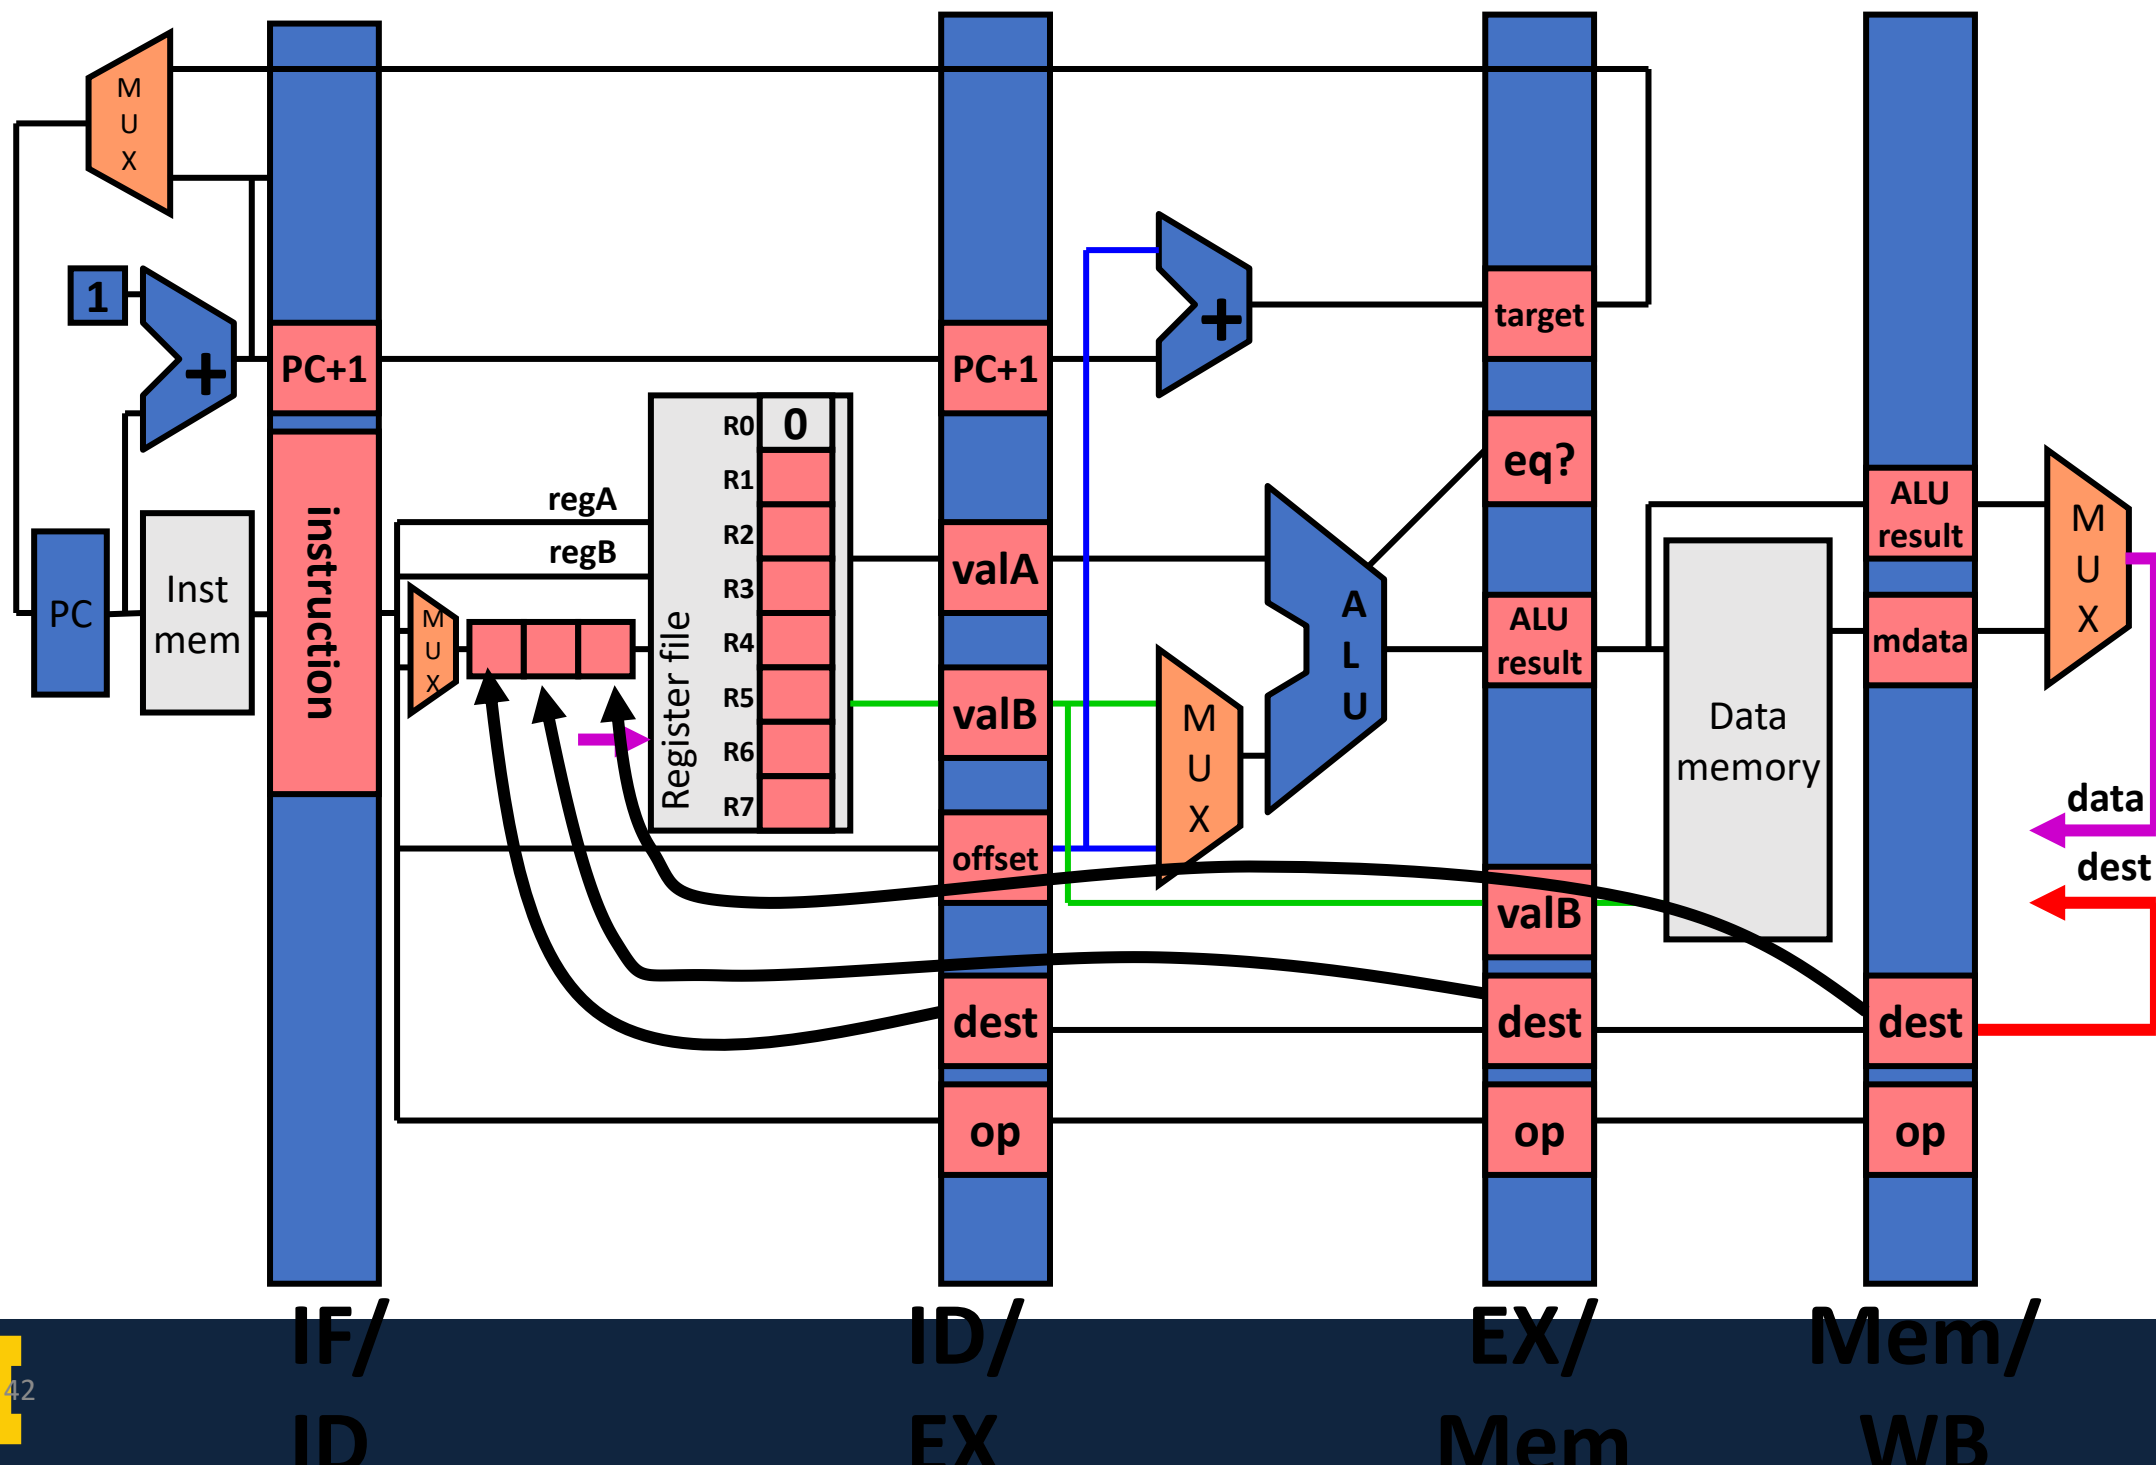 M
U
X
1
+
PC+1
PC
Inst
mem
instruction
regA
regB
M
U
X
Register file
R0
0
R1
R2
R3
R4
R5
R6
R7
PC+1
valA
valB
offset
dest
op
+
M
U
X
A
L
U
target
eq?
ALU
result
valB
dest
op
Data
memory
ALU
result
mdata
dest
op
M
U
X
data
dest
IF/
ID
ID/
EX
EX/
Mem
Mem/
WB
42